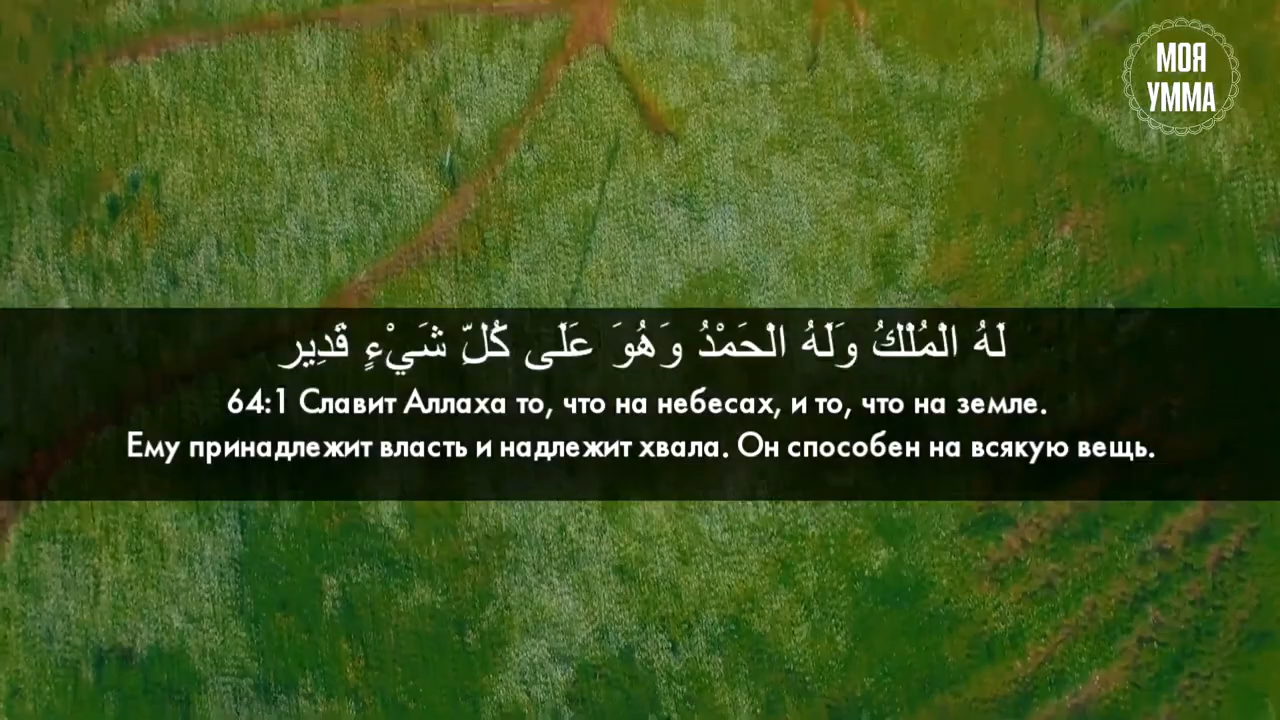 МОЯ
УММА
لَهُ الْمُلْكُ وَلَهُ الْحَمْدُ وَهُوَ عَلَى كُلِّ شَيْءٍ قَدِير
64:1 Славит Аллаха то, что на небесах, и то, что на земле.
Ему принадлежит власть и надлежит хвала. Он способен на всякую вещь.